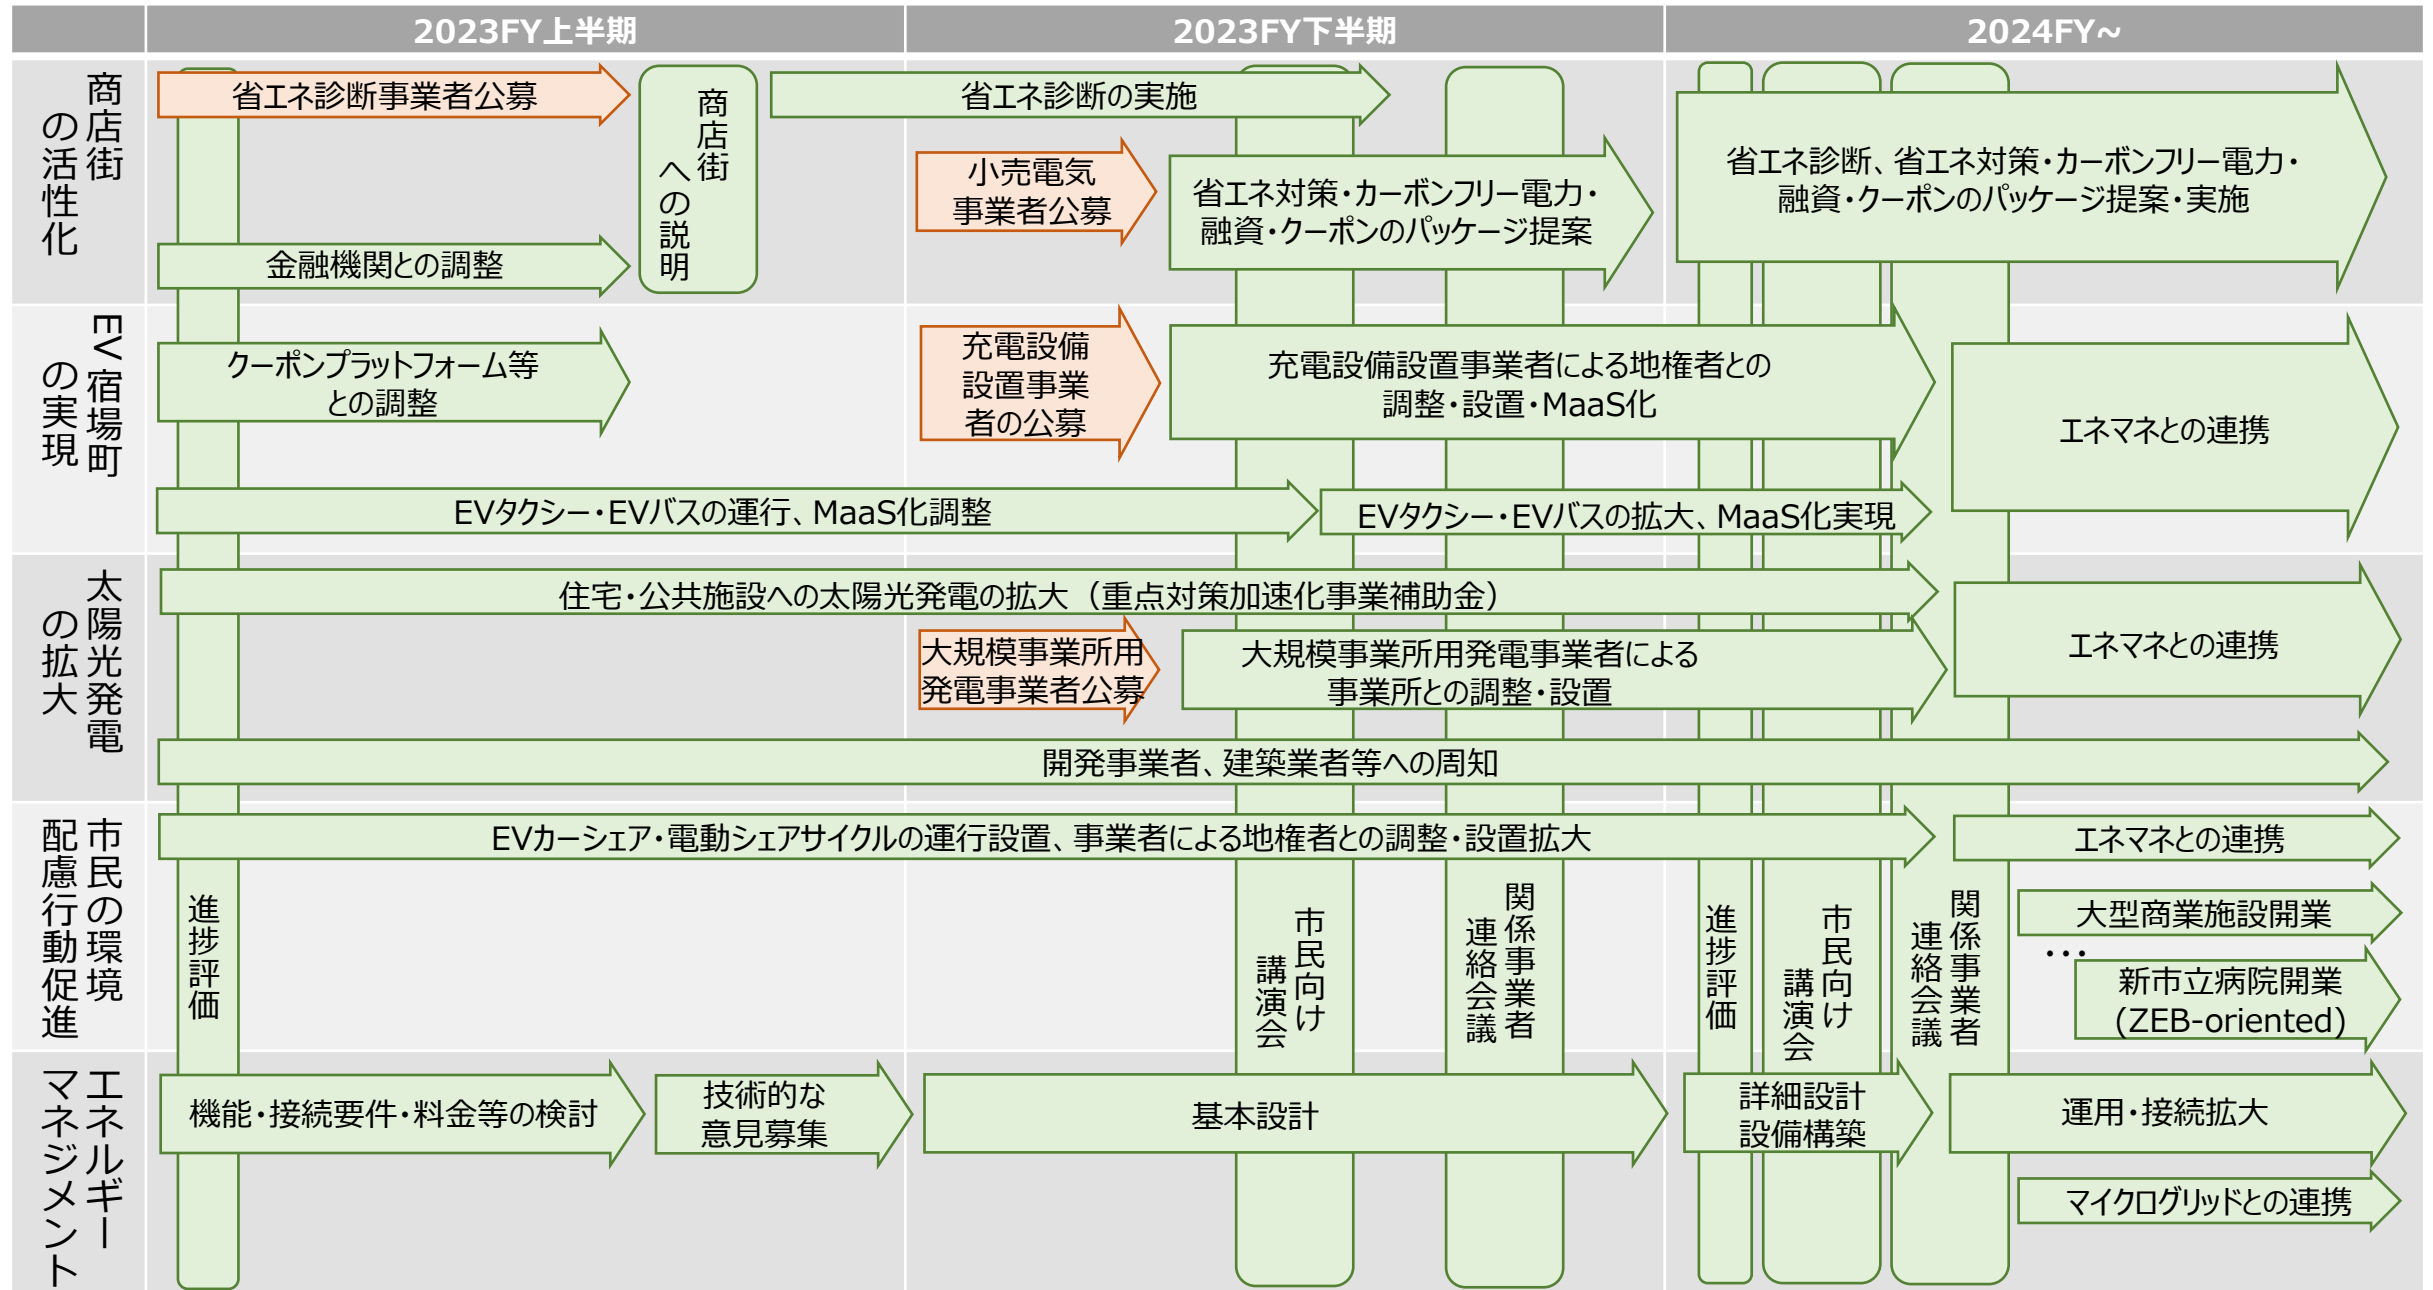 2023FY上半期
2023FY下半期
2024FY~
商店街
の活性化
省エネ診断事業者公募
金融機関との調整
商店街
への説明
省エネ診断の実施
小売電気
事業者公募
省エネ対策・カーボンフリー電力・
融資・クーポンのパッケージ提案
省エネ診断、省エネ対策・カーボンフリー電力・
融資・クーポンのパッケージ提案・実施
EV宿場町
の実現
クーポンプラットフォーム等
との調整
充電設備
設置事業
者の公募
充電設備設置事業者による地権者との
調整・設置・MaaS化
エネマネとの連携
EVタクシー・EVバスの運行、MaaS化調整
EVタクシー・EVバスの拡大、MaaS化実現
太陽光発電
の拡大
住宅・公共施設への太陽光発電の拡大（重点対策加速化事業補助金）
大規模事業所用
発電事業者公募
大規模事業所用発電事業者による
事業所との調整・設置
エネマネとの連携
開発事業者、建築業者等への周知
市民の環境
配慮行動促進
EVカーシェア・電動シェアサイクルの運行設置、事業者による地権者との調整・設置拡大
エネマネとの連携
進捗評価
市民向け
講演会
関係事業者
連絡会議
進捗評価
市民向け
講演会
関係事業者
連絡会議
大型商業施設開業
…
新市立病院開業
(ZEB-oriented)
エネルギー
マネジメント
機能・接続要件・料金等の検討
技術的な
意見募集
基本設計
詳細設計
設備構築
運用・接続拡大
マイクログリッドとの連携